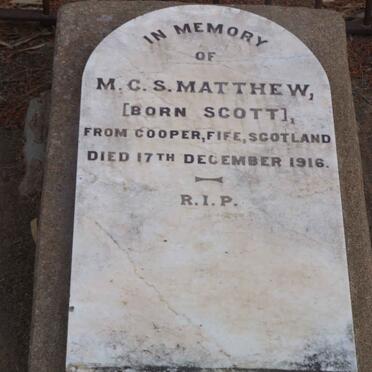 IN MEMORY
OF
M.C.S. MATTHEW,
[BORN SCOTT],
FROM COOPER, FIFE, SCOTLAND
DIED 17TH DECEMBER 1916.
R.I.P.